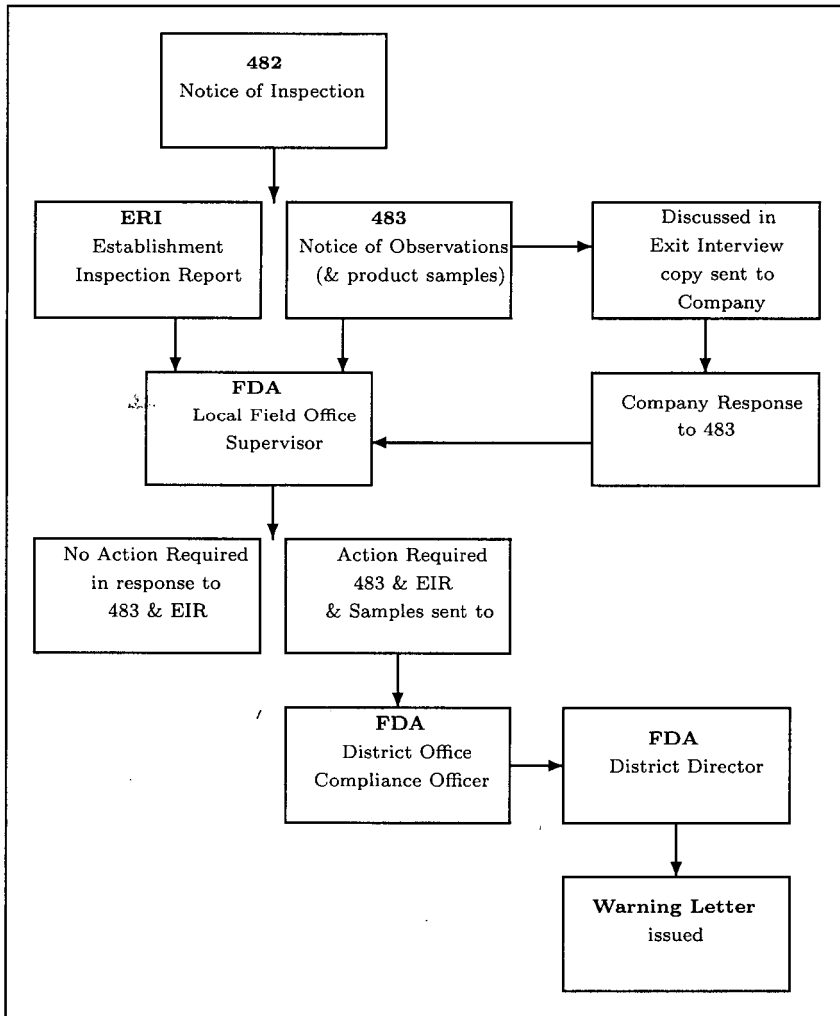 482
Notice of Inspection
ERI
Establishment
Inspection Report
483
Notice of Observations
(& product samples)
Discussed in
Exit Interview
copy sent to
Company
FDA
Local Field Office
Supervisor
Company Response
to 483
No Action Required
in response to
483 & EIR
Action Required
483 & EIR
& Samples sent to
FDA
District Office
Compliance Officer
FDA
District Director
Warning Letter
issued